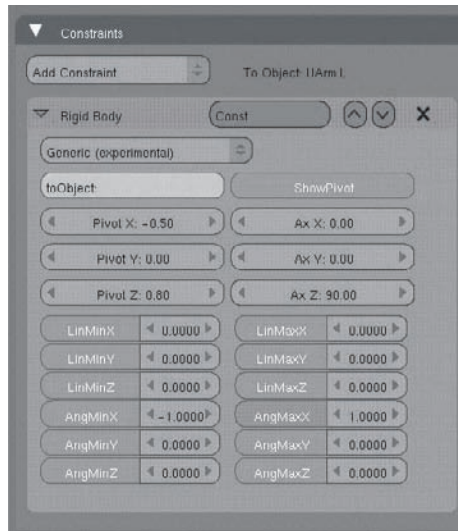 Constraints
Add Constraint To Object: UArm L
Rigid Body Const
Generic (experimental)
toObject: ShowPivot
Pivot X: -0.50 Ax X: 0.00
Pivot Y: 0.00 Ax Y: 0.00
Pivot Z: 0.80 Ax Z: 90.00
LinMinX 0.0000 LinMaxX 0.0000
LinMinY 0.0000 LinMaxY 0.0000
LinMinZ 0.0000 LinMaxZ 0.0000
AngMinX -1.0000 AngMaxX 1.0000
AngMinY 0.0000 AngMaxY 0.0000
AngMinZ 0.0000 AngMaxZ 0.0000